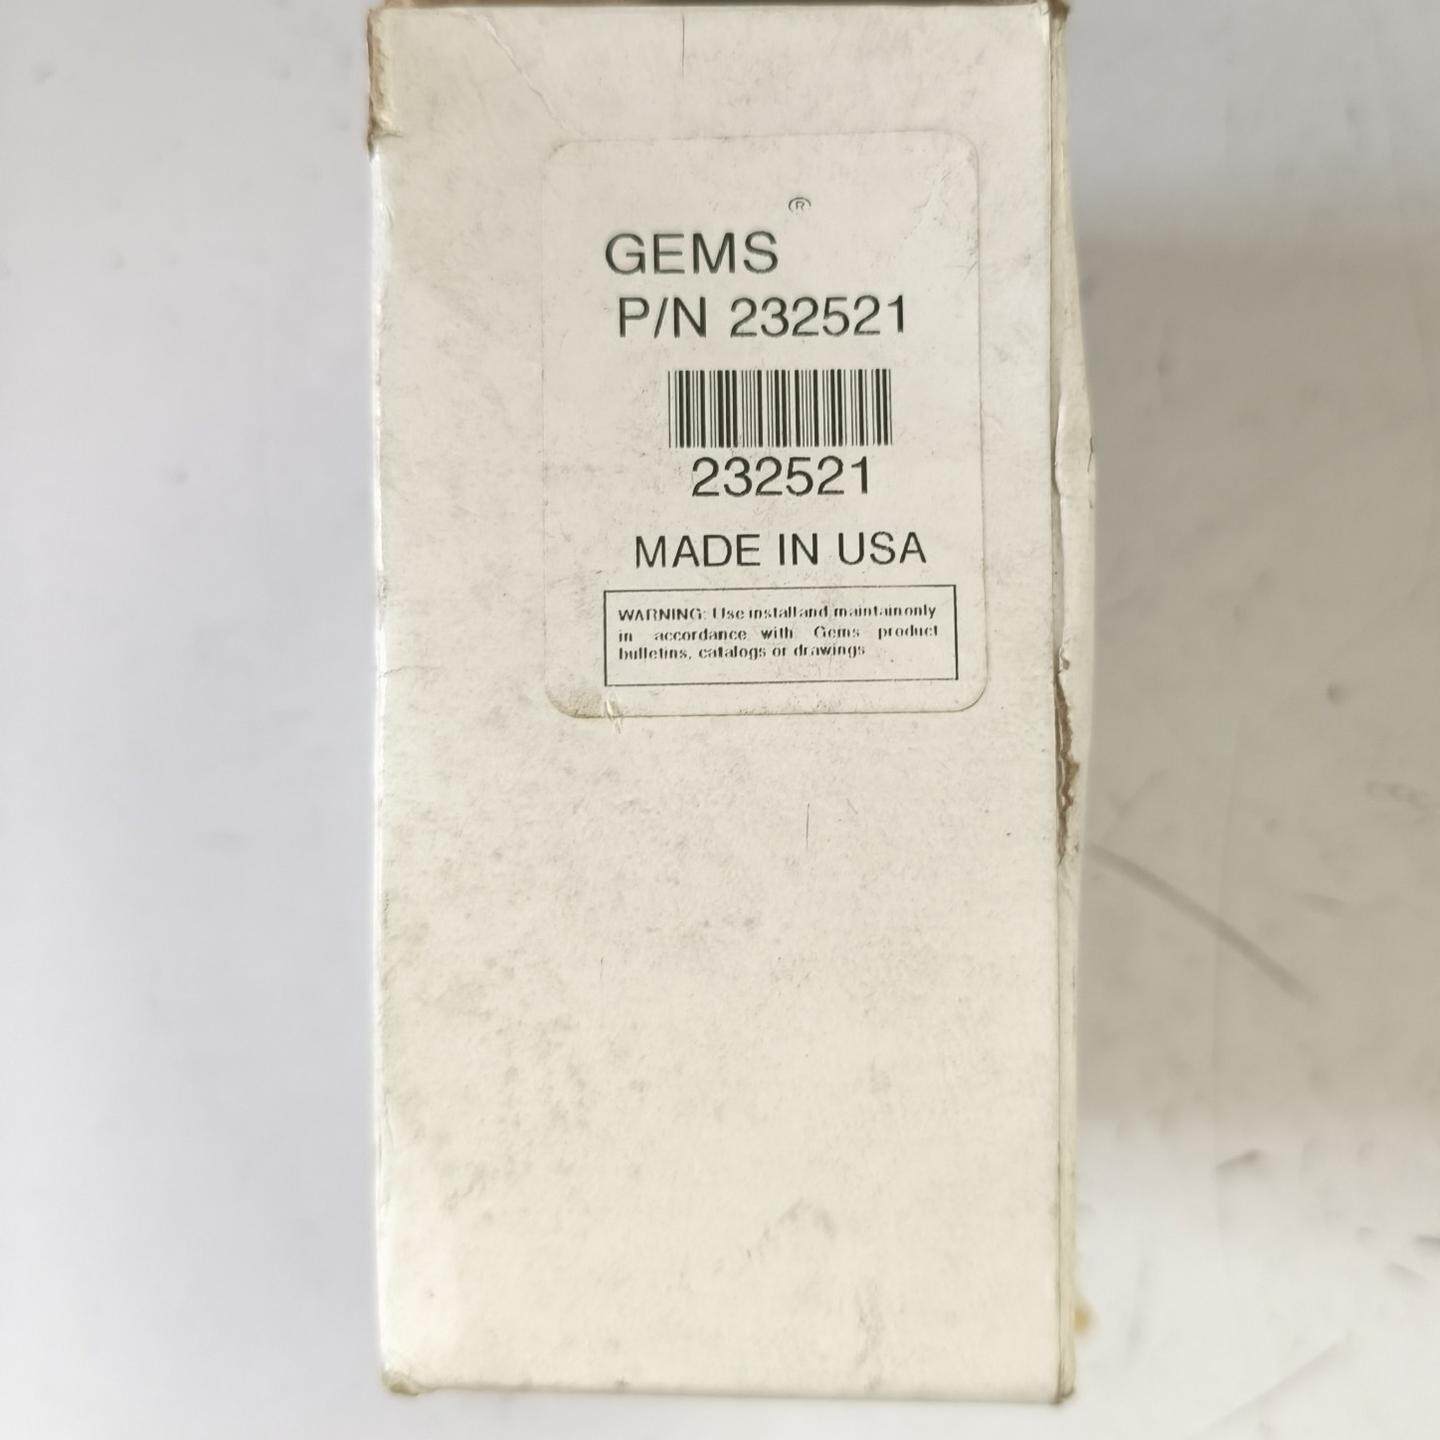 ®
GEMS
P/N 232521
232521
MADE IN USA
WARNING: Use install and maintain only
in accordance with Gems product
bulletins, catalogs or drawings